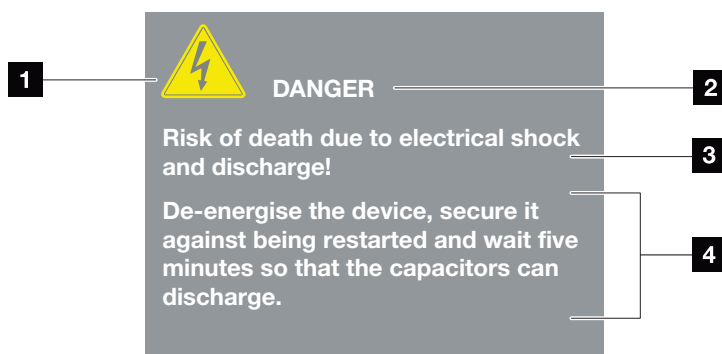 1
DANGER
2
Risk of death due to electrical shock
and discharge!
3
De-energise the device, secure it
against being restarted and wait five
minutes so that the capacitors can
discharge.
4